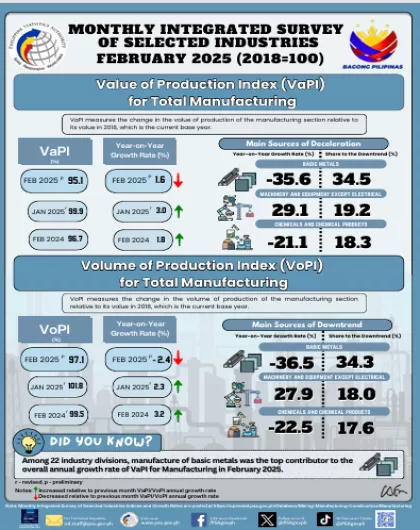 MONTHLY INTEGRATED SURVEY
OF SELECTED INDUSTRIES
FEBRUARY 2025 (2018=100)
BAGONG PILIPINAS
Value of Production Index (VaPI)
for Total Manufacturing
VaPI measures the change in the value of production of the manufacturing section relative to
its value in 2018, which is the current base year.
VaPI
(%)
Year-on-Year
Growth Rate (%)
FEB 2025 p 95.1
FEB 2025 p 1.6
JAN 2025 r 99.9
JAN 2025 r 3.0
FEB 2024 96.7
FEB 2024 1.8
Main Sources of Deceleration
Year-on-Year Growth Rate (%) Share to the Downtrend (%)
BASIC METALS
-35.6 34.5
MACHINERY AND EQUIPMENT EXCEPT ELECTRICAL
29.1 19.2
CHEMICALS AND CHEMICAL PRODUCTS
-21.1 18.3
Volume of Production Index (VoPI)
for Total Manufacturing
VoPI measures the change in the volume of production of the manufacturing section
relative to its volume in 2018, which is the current base year.
VoPI
(%)
Year-on-Year
Growth Rate (%)
FEB 2025 p 97.1
FEB 2025 p -2.4
JAN 2025 r 101.8
JAN 2025 r 2.3
FEB 2024 r 99.5
FEB 2024 3.2
Main Sources of Downtrend
Year-on-Year Growth Rate (%) Share to the Downtrend (%)
BASIC METALS
-36.5 34.3
MACHINERY AND EQUIPMENT EXCEPT ELECTRICAL
27.9 18.0
CHEMICALS AND CHEMICAL PRODUCTS
-22.5 17.6
DID YOU KNOW?
Among 22 industry divisions, manufacture of basic metals was the top contributor to the
overall annual growth rate of VaPI for Manufacturing in February 2025.
r - revised, p - preliminary
Notes: Increased relative to previous month VaPI/VoPI annual growth rate
Decreased relative to previous month VaPI/VoPI annual growth rate